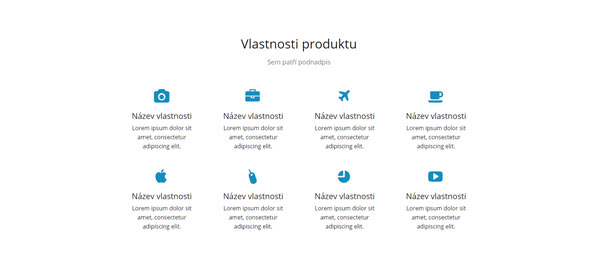 Vlastnosti produktu
Sem patří podnadpis
Název vlastnosti
Lorem ipsum dolor sit
amet, consectetur
adipiscing elit.
Název vlastnosti
Lorem ipsum dolor sit
amet, consectetur
adipiscing elit.
Název vlastnosti
Lorem ipsum dolor sit
amet, consectetur
adipiscing elit.
Název vlastnosti
Lorem ipsum dolor sit
amet, consectetur
adipiscing elit.
Název vlastnosti
Lorem ipsum dolor sit
amet, consectetur
adipiscing elit.
Název vlastnosti
Lorem ipsum dolor sit
amet, consectetur
adipiscing elit.
Název vlastnosti
Lorem ipsum dolor sit
amet, consectetur
adipiscing elit.
Název vlastnosti
Lorem ipsum dolor sit
amet, consectetur
adipiscing elit.